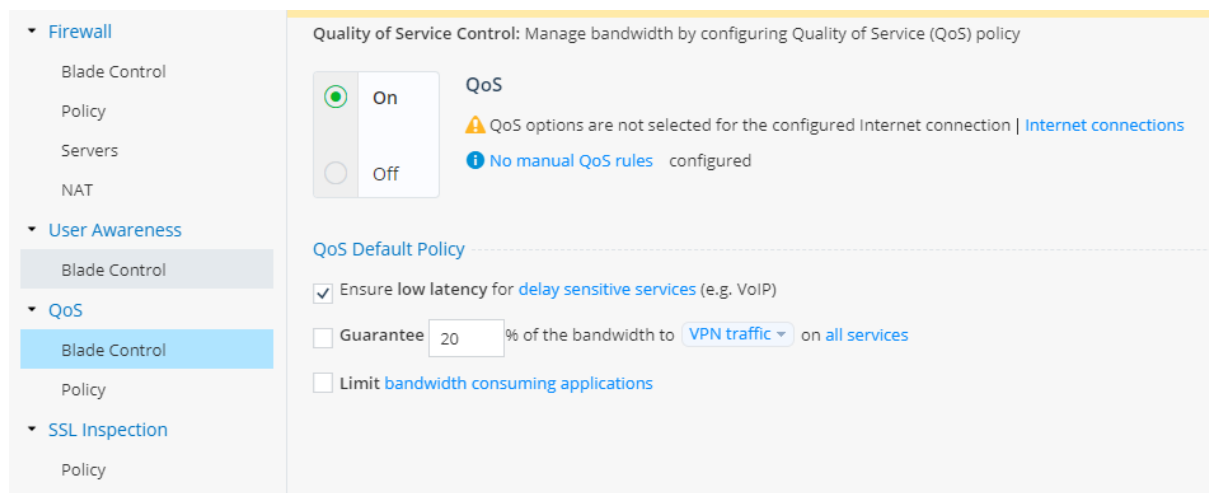 Firewall
Blade Control
Policy
Servers
NAT
User Awareness
Blade Control
QoS
Blade Control
Policy
SSL Inspection
Policy
Quality of Service Control: Manage bandwidth by configuring Quality of Service (QoS) policy
On
Off
QoS
QoS options are not selected for the configured Internet connection | Internet connections
No manual QoS rules configured
QoS Default Policy
Ensure low latency for delay sensitive services (e.g. VoIP)
Guarantee 20 % of the bandwidth to VPN traffic on all services
Limit bandwidth consuming applications